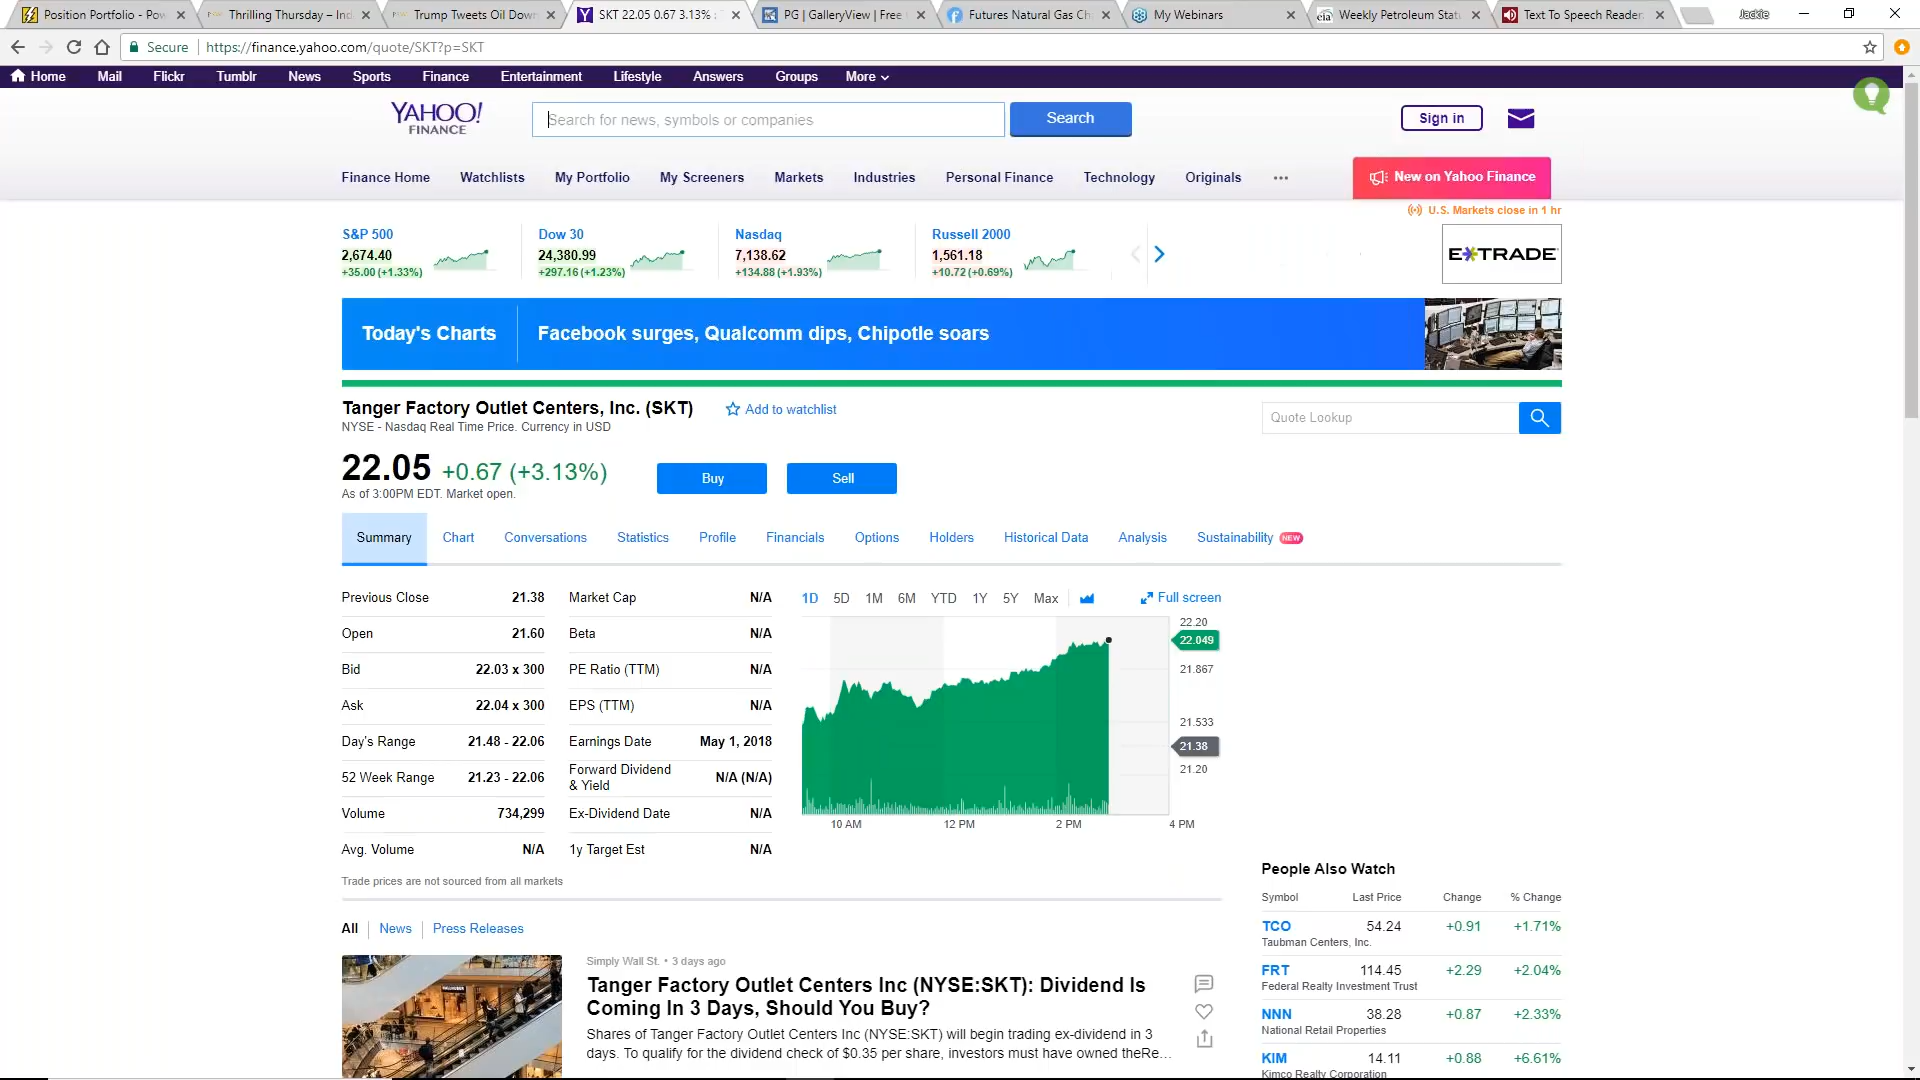 Position Portfolio - Pow
Thrilling Thursday – Ind
Trump Tweets Oil Down
SKT 22.05 0.67 3.13% :
PG | GalleryView | Free
Futures Natural Gas Ch
My Webinars
Weekly Petroleum Statu
Text To Speech Reader
Jackie
Secure
https://finance.yahoo.com/quote/SKT?p=SKT
Home Mail Flickr Tumblr News Sports Finance Entertainment Lifestyle Answers Groups More
YAHOO!
FINANCE
Search for news, symbols or companies
Search
Sign in
Finance Home Watchlists My Portfolio My Screeners Markets Industries Personal Finance Technology Originals
New on Yahoo Finance
U.S. Markets close in 1 hr
S&P 500
2,674.40
+35.00 (+1.33%)
Dow 30
24,380.99
+297.16 (+1.23%)
Nasdaq
7,138.62
+134.88 (+1.93%)
Russell 2000
1,561.18
+10.72 (+0.69%)
E*TRADE
Today's Charts
Facebook surges, Qualcomm dips, Chipotle soars
Tanger Factory Outlet Centers, Inc. (SKT)
Add to watchlist
NYSE - Nasdaq Real Time Price. Currency in USD
Quote Lookup
22.05 +0.67 (+3.13%)
As of 3:00PM EDT. Market open.
Buy
Sell
Summary Chart Conversations Statistics Profile Financials Options Holders Historical Data Analysis Sustainability NEW
Previous Close 21.38
Open 21.60
Bid 22.03 x 300
Ask 22.04 x 300
Day's Range 21.48 - 22.06
52 Week Range 21.23 - 22.06
Volume 734,299
Avg. Volume N/A
Market Cap N/A
Beta N/A
PE Ratio (TTM) N/A
EPS (TTM) N/A
Earnings Date May 1, 2018
Forward Dividend & Yield N/A (N/A)
Ex-Dividend Date N/A
1y Target Est N/A
1D 5D 1M 6M YTD 1Y 5Y Max
Full screen
22.20
22.049
21.867
21.533
21.38
21.20
10 AM 12 PM 2 PM 4 PM
Trade prices are not sourced from all markets
All News Press Releases
Simply Wall St. • 3 days ago
Tanger Factory Outlet Centers Inc (NYSE:SKT): Dividend Is
Coming In 3 Days, Should You Buy?
Shares of Tanger Factory Outlet Centers Inc (NYSE:SKT) will begin trading ex-dividend in 3
days. To qualify for the dividend check of $0.35 per share, investors must have owned theRe…
People Also Watch
Symbol Last Price Change % Change
TCO 54.24 +0.91 +1.71%
Taubman Centers, Inc.
FRT 114.45 +2.29 +2.04%
Federal Realty Investment Trust
NNN 38.28 +0.87 +2.33%
National Retail Properties
KIM 14.11 +0.88 +6.61%
Kimco Realty Corporation